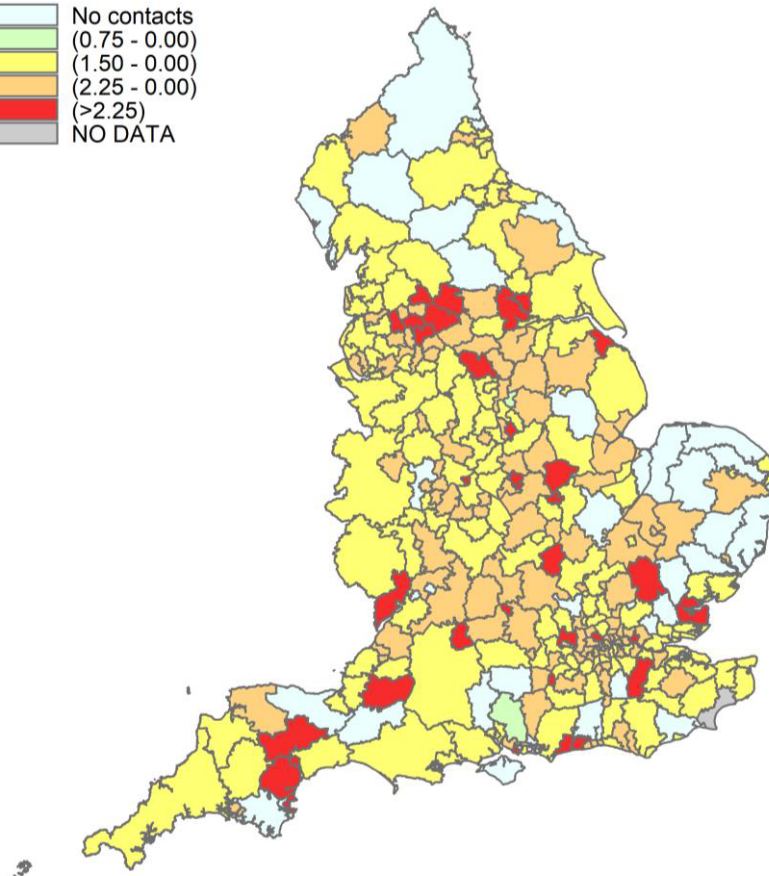 No contacts
(0.75 - 0.00)
(1.50 - 0.00)
(2.25 - 0.00)
(>2.25)
NO DATA